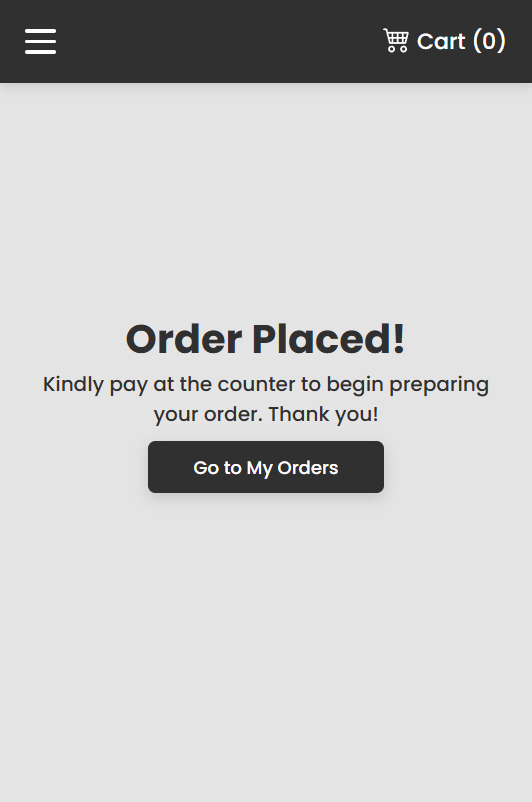 Cart (0)
Order Placed!
Kindly pay at the counter to begin preparing
your order. Thank you!
Go to My Orders